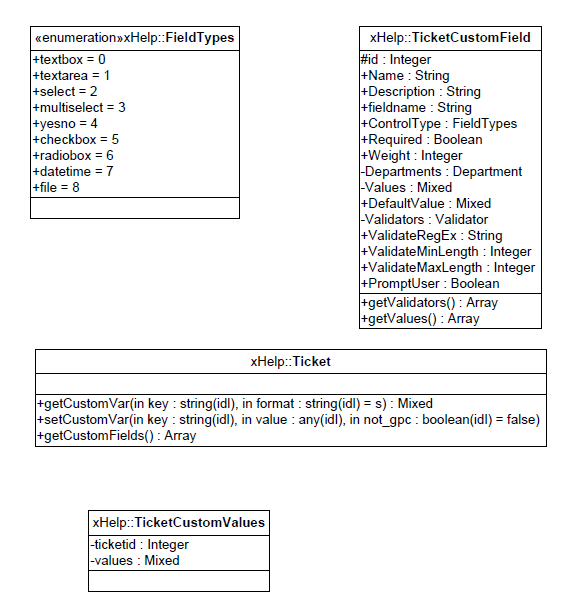 «enumeration»xHelp::FieldTypes
+textbox = 0
+textarea = 1
+select = 2
+multiselect = 3
+yesno = 4
+checkbox = 5
+radiobox = 6
+datetime = 7
+file = 8
xHelp::TicketCustomField
#id : Integer
+Name : String
+Description : String
+fieldname : String
+ControlType : FieldTypes
+Required : Boolean
+Weight : Integer
-Departments : Department
-Values : Mixed
+DefaultValue : Mixed
-Validators : Validator
+ValidateRegEx : String
+ValidateMinLength : Integer
+ValidateMaxLength : Integer
+PromptUser : Boolean
+getValidators() : Array
+getValues() : Array
xHelp::Ticket
+getCustomVar(in key : string(idl), in format : string(idl) = s) : Mixed
+setCustomVar(in key : string(idl), in value : any(idl), in not_gpc : boolean(idl) = false)
+getCustomFields() : Array
xHelp::TicketCustomValues
-ticketid : Integer
-values : Mixed